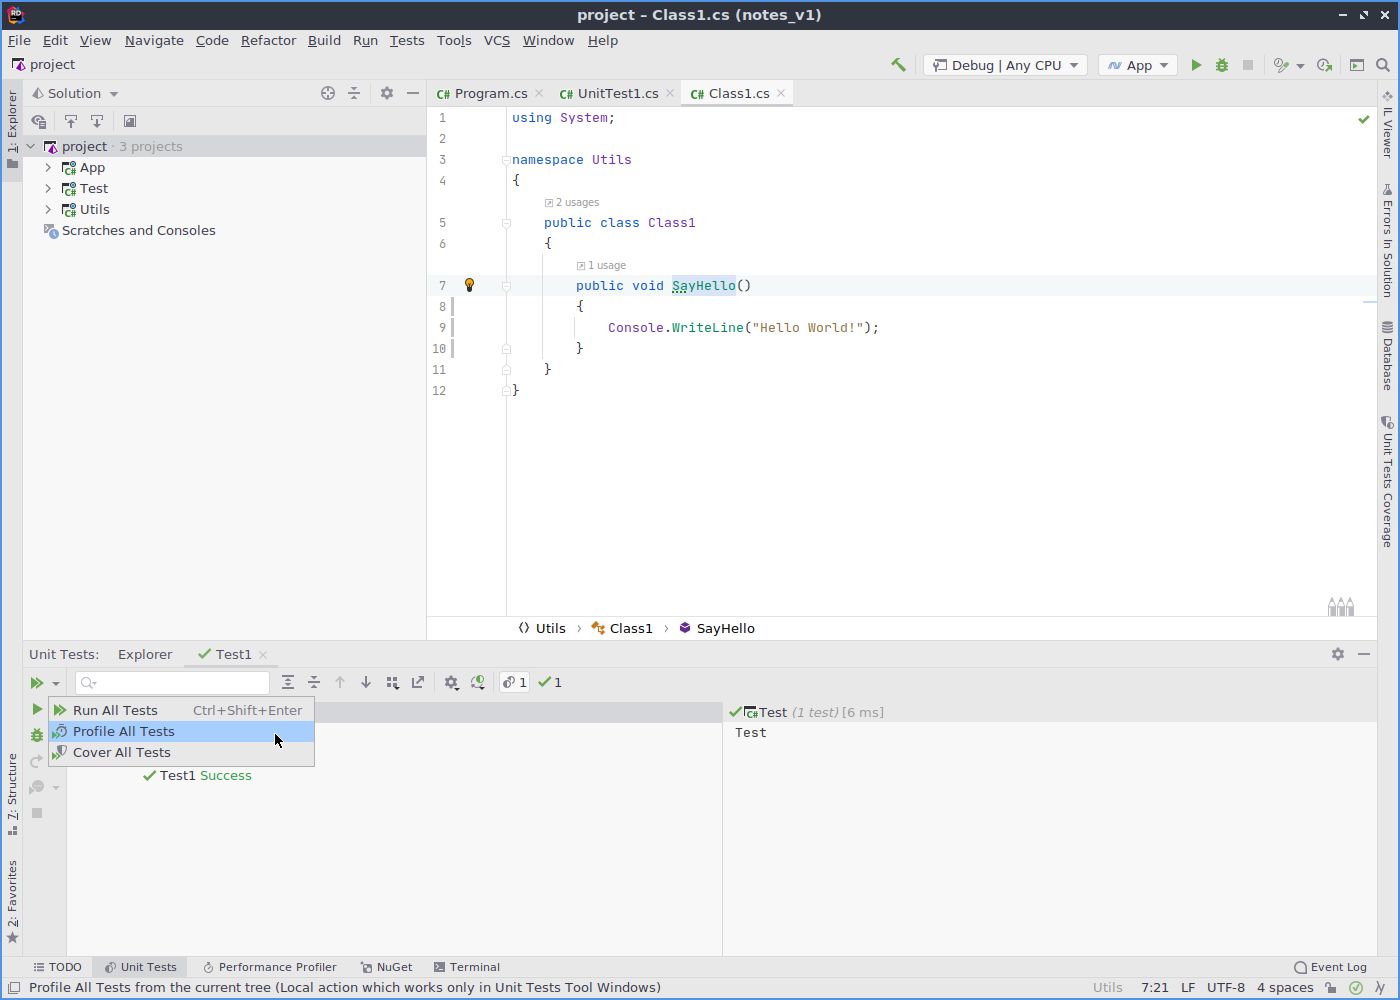 project – Class1.cs (notes_v1)
File Edit View Navigate Code Refactor Build Run Tests Tools VCS Window Help
project
Debug | Any CPU
App
1: Explorer
Solution
project · 3 projects
App
Test
Utils
Scratches and Consoles
C# Program.cs
C# UnitTest1.cs
C# Class1.cs
1 using System;
2
3 namespace Utils
4 {
2 usages
5 public class Class1
6 {
1 usage
7 public void SayHello()
8 {
9 Console.WriteLine("Hello World!");
10 }
11 }
12 }
Utils › Class1 › SayHello
IL Viewer
Errors In Solution
Database
Unit Tests Coverage
Unit Tests: Explorer Test1
1 1
Run All Tests Ctrl+Shift+Enter
Profile All Tests
Cover All Tests
Test1 Success
Test (1 test) [6 ms]
Test
7: Structure
2: Favorites
TODO Unit Tests Performance Profiler NuGet Terminal Event Log
Profile All Tests from the current tree (Local action which works only in Unit Tests Tool Windows) Utils 7:21 LF UTF-8 4 spaces